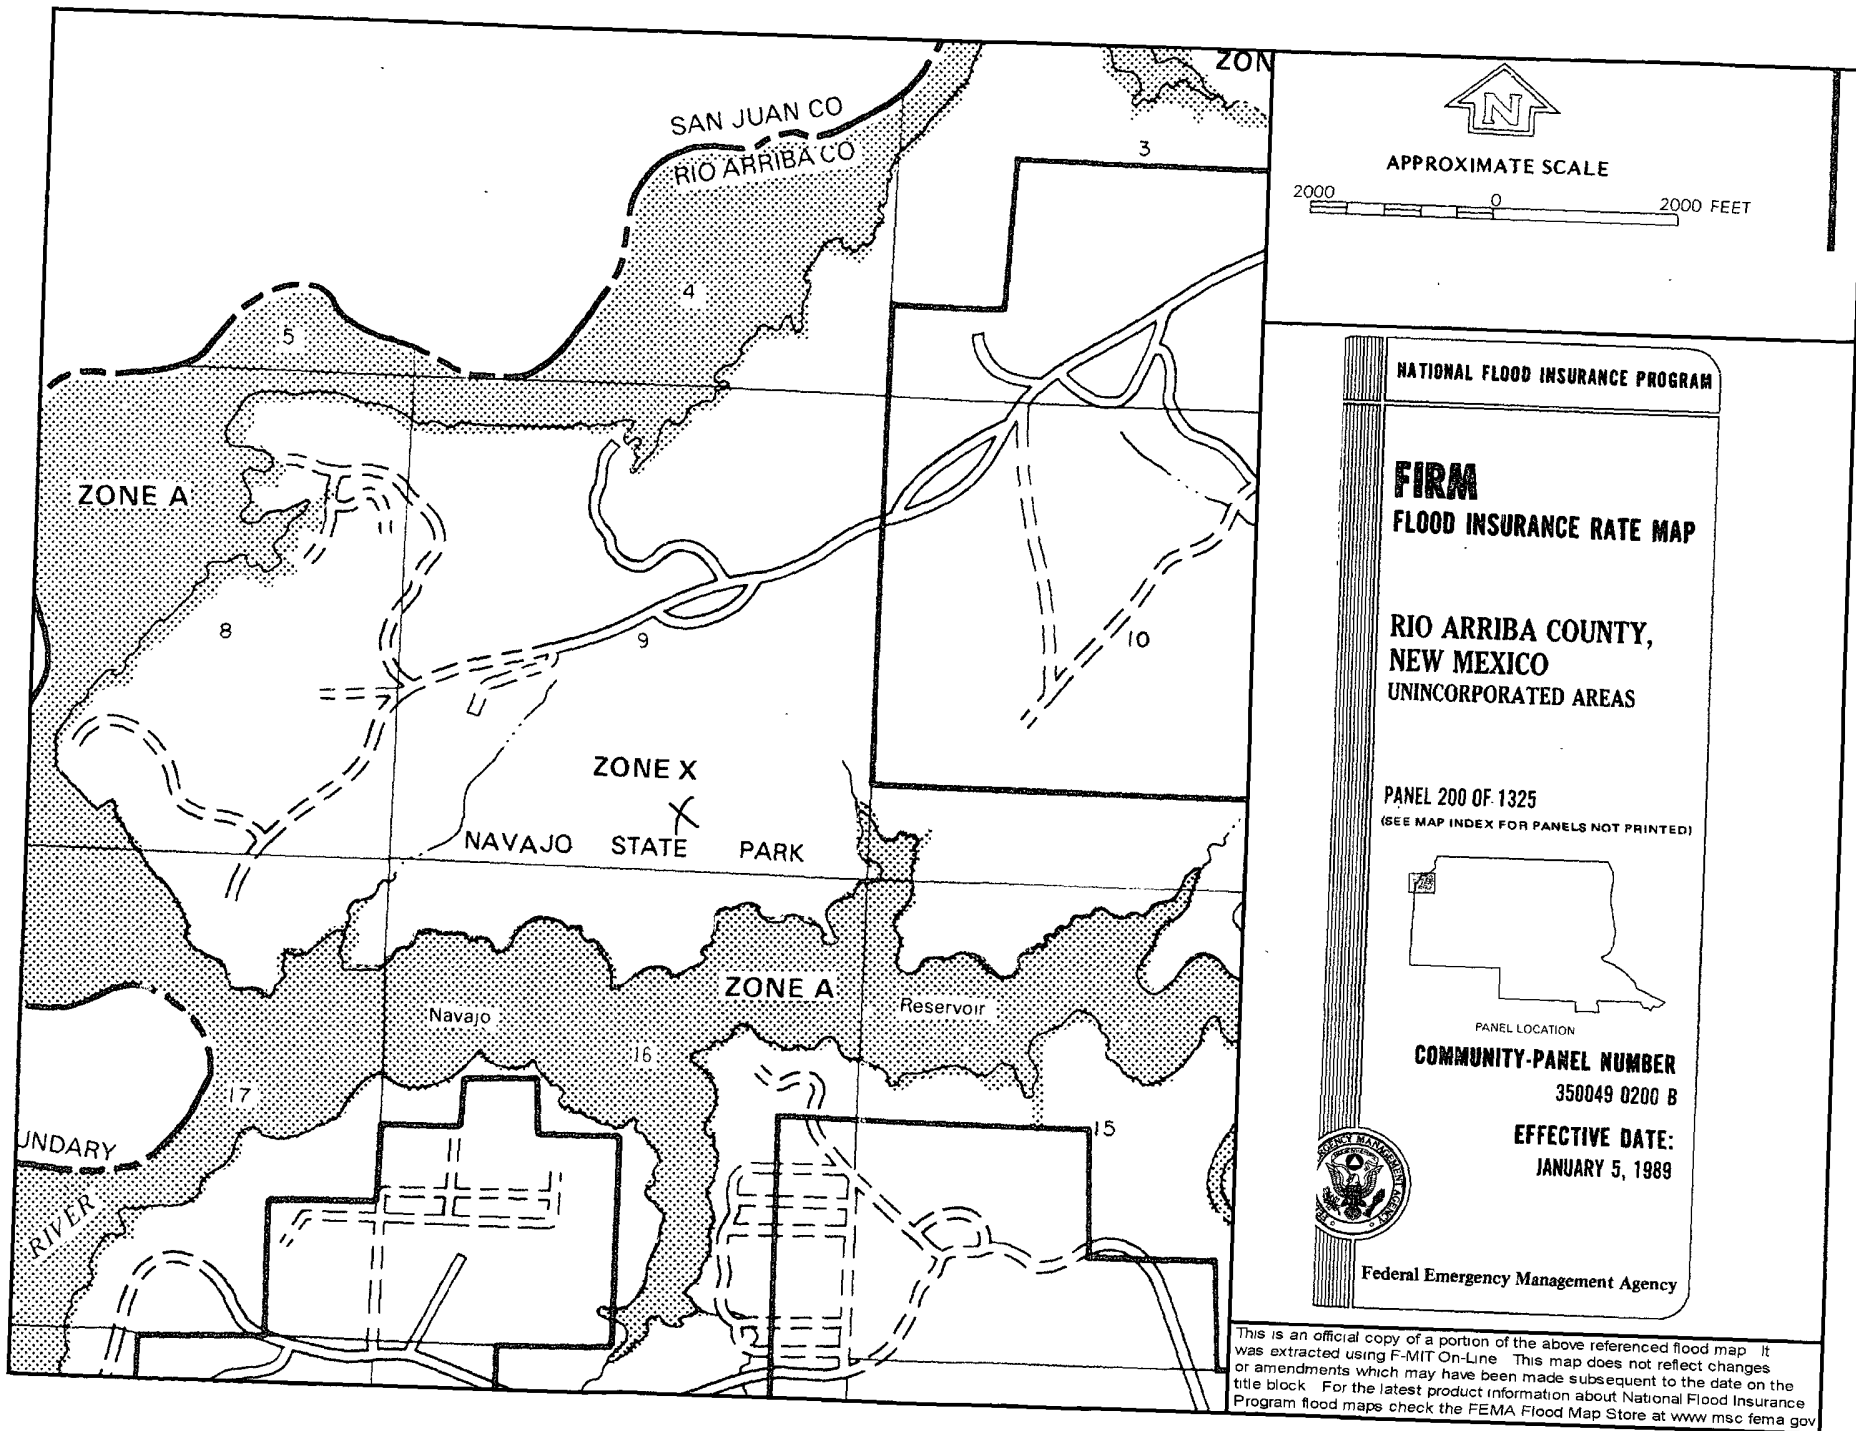 ZON
SAN JUAN CO
RIO ARRIBA CO
3
4
5
ZONE A
8
9
10
ZONE X
X
NAVAJO STATE PARK
ZONE A
Navajo
Reservoir
16
17
15
UNDARY
RIVER
N
APPROXIMATE SCALE
2000 0 2000 FEET
NATIONAL FLOOD INSURANCE PROGRAM
FIRM
FLOOD INSURANCE RATE MAP
RIO ARRIBA COUNTY,
NEW MEXICO
UNINCORPORATED AREAS
PANEL 200 OF 1325
(SEE MAP INDEX FOR PANELS NOT PRINTED)
PANEL LOCATION
COMMUNITY-PANEL NUMBER
350049 0200 B
EFFECTIVE DATE:
JANUARY 5, 1989
Federal Emergency Management Agency
This is an official copy of a portion of the above referenced flood map It
was extracted using F-MIT On-Line This map does not reflect changes
or amendments which may have been made subsequent to the date on the
title block For the latest product information about National Flood Insurance
Program flood maps check the FEMA Flood Map Store at www msc fema gov